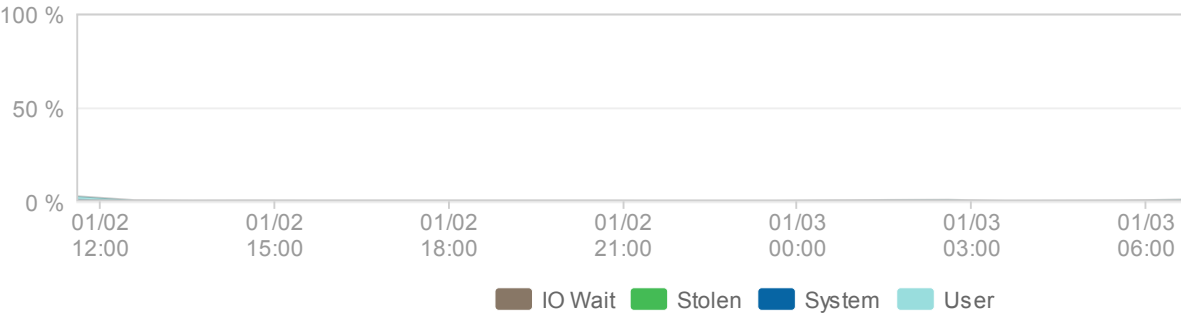 100 %
50 %
0 %
01/02 01/02 01/02 01/02 01/03 01/03 01/03
12:00 15:00 18:00 21:00 00:00 03:00 06:00
IO Wait Stolen System User